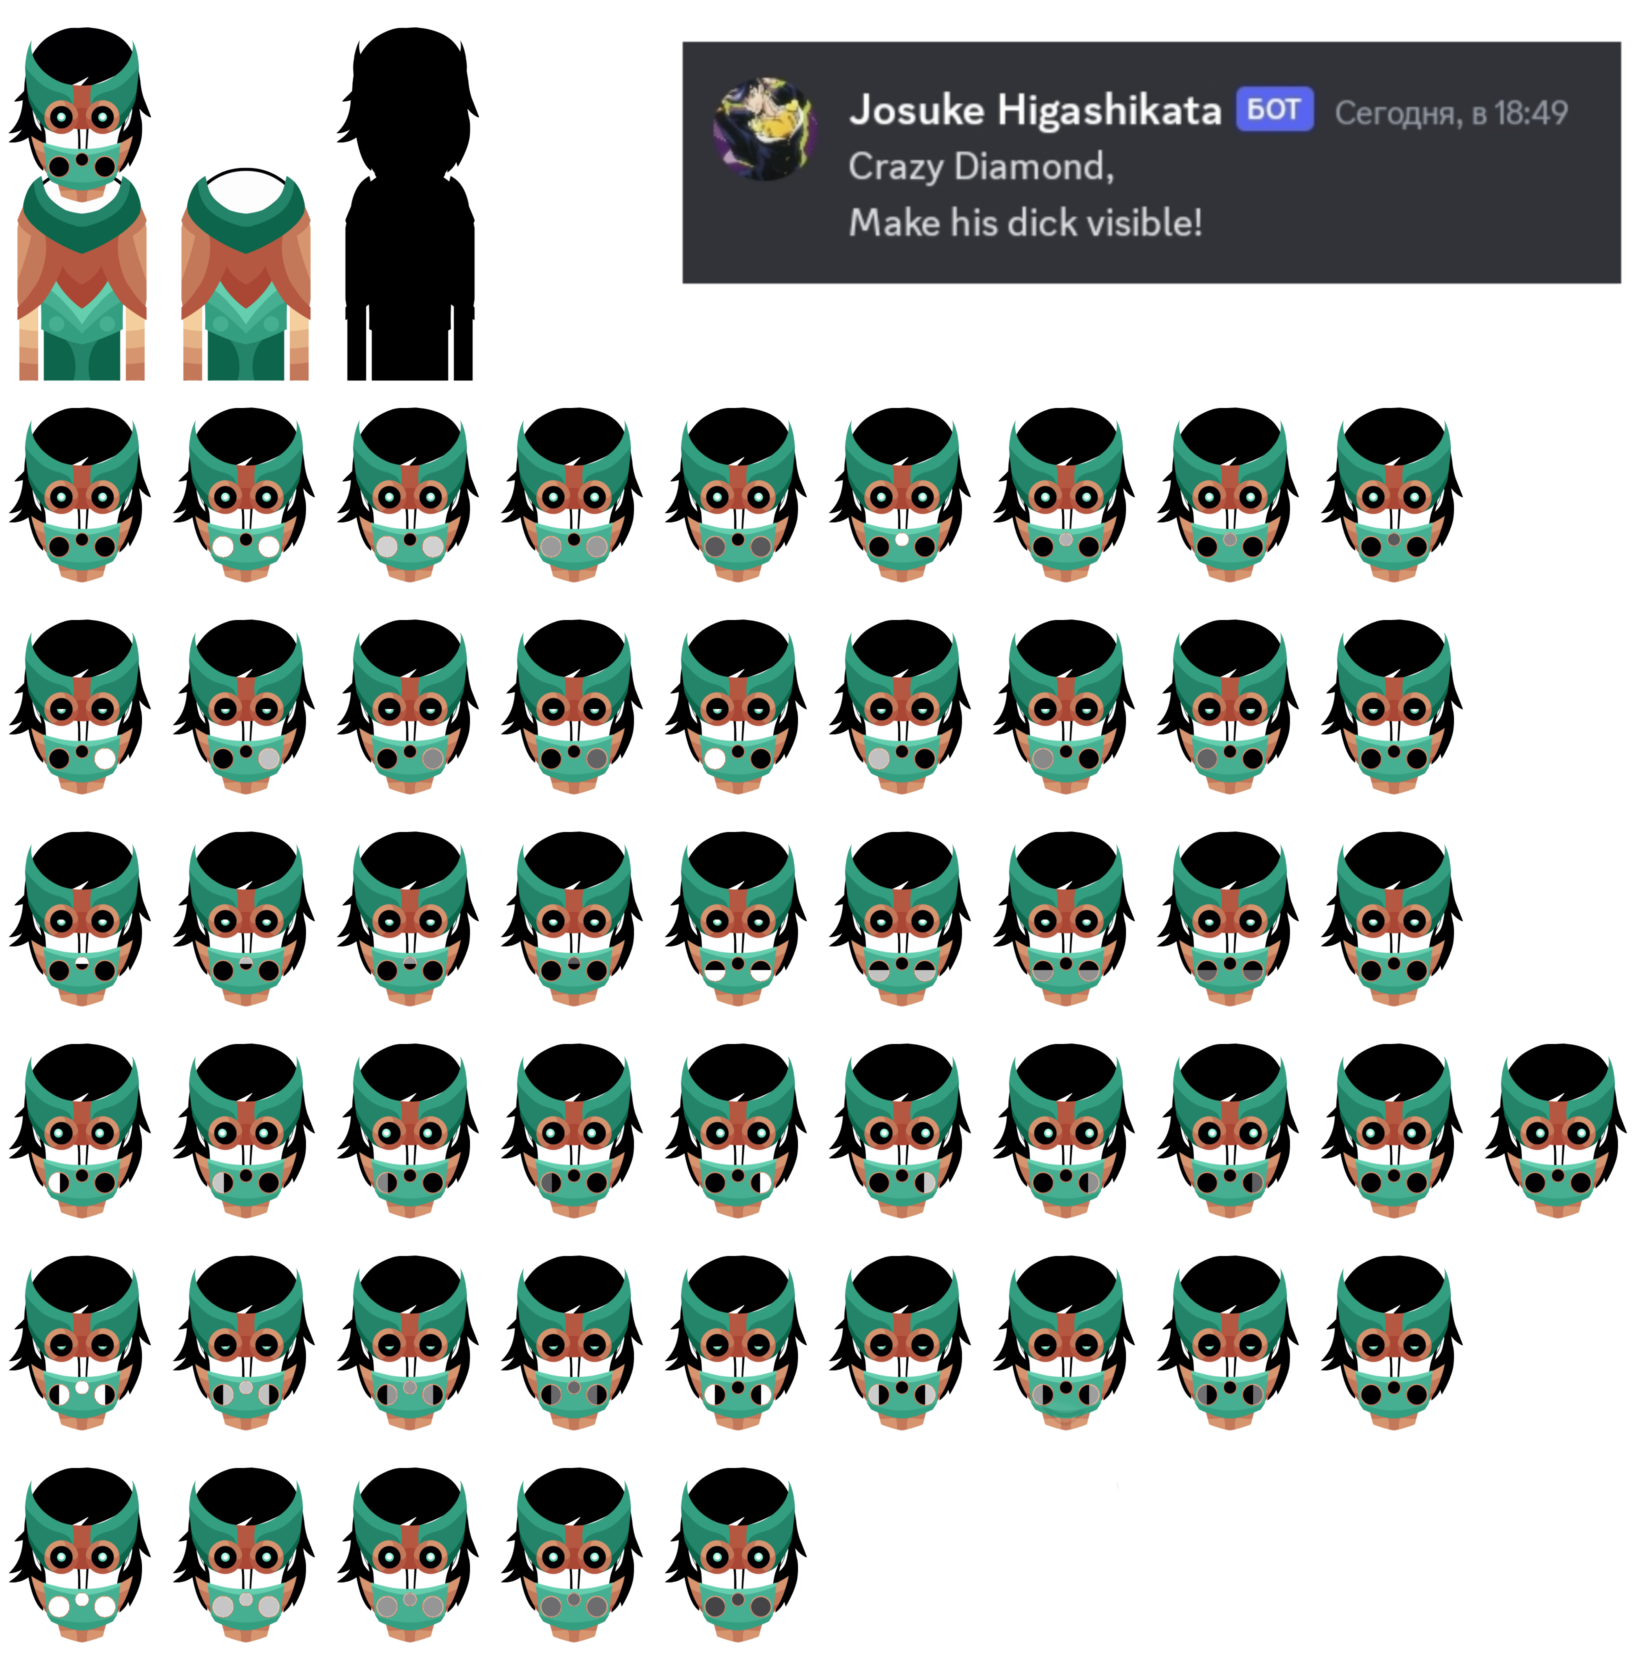 Josuke Higashikata БОТ Сегодня, в 18:49
Crazy Diamond,
Make his dick visible!